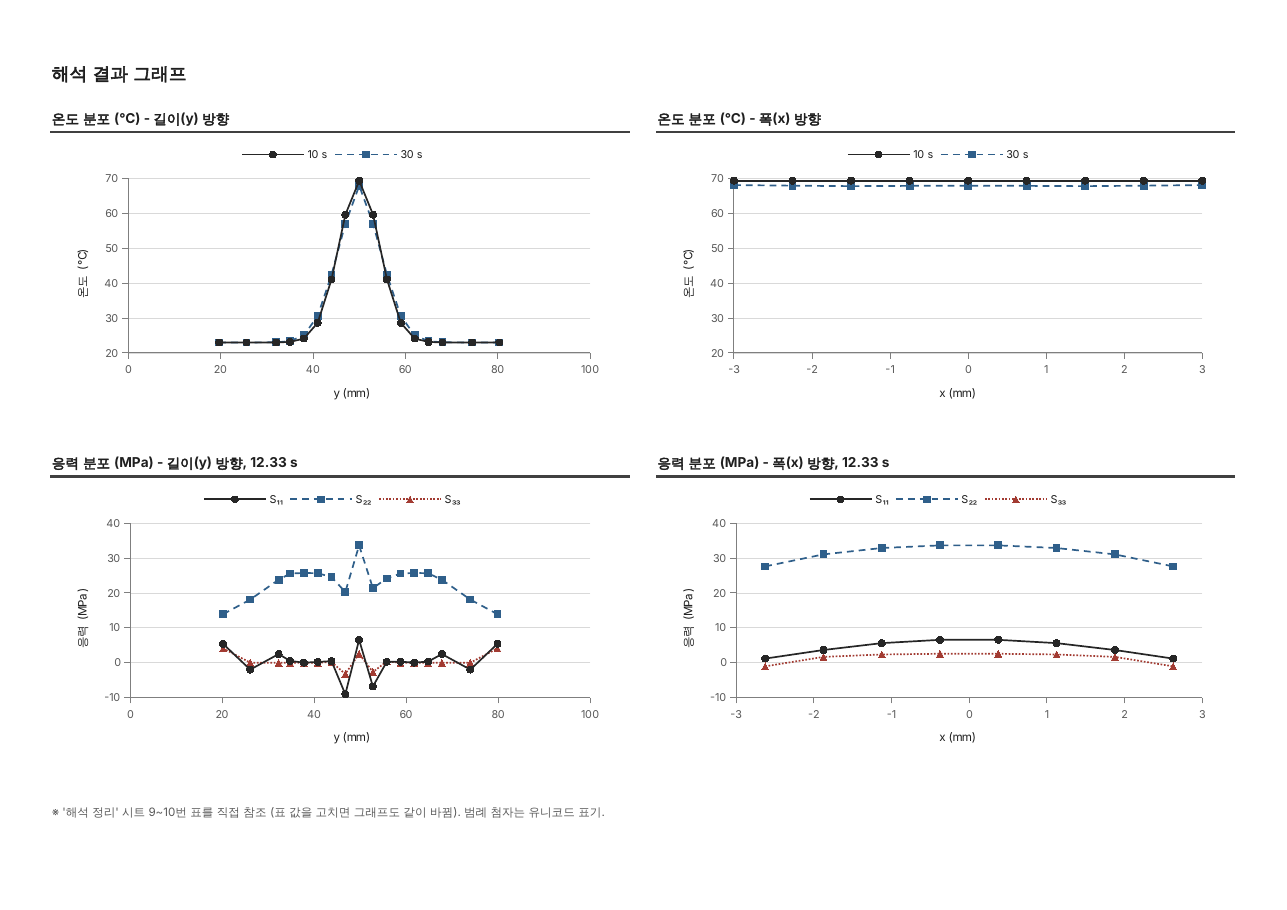 해석 결과 그래프
온도 분포 (°C) - 길이(y) 방향
10 s 30 s
70
60
50
40
30
20
온도 (°C)
0 20 40 60 80 100
y (mm)
온도 분포 (°C) - 폭(x) 방향
10 s 30 s
70
60
50
40
30
20
온도 (°C)
-3 -2 -1 0 1 2 3
x (mm)
응력 분포 (MPa) - 길이(y) 방향, 12.33 s
S₁₁ S₂₂ S₃₃
40
30
20
10
0
-10
응력 (MPa)
0 20 40 60 80 100
y (mm)
응력 분포 (MPa) - 폭(x) 방향, 12.33 s
S₁₁ S₂₂ S₃₃
40
30
20
10
0
-10
응력 (MPa)
-3 -2 -1 0 1 2 3
x (mm)
※ '해석 정리' 시트 9~10번 표를 직접 참조 (표 값을 고치면 그래프도 같이 바뀜). 범례 첨자는 유니코드 표기.